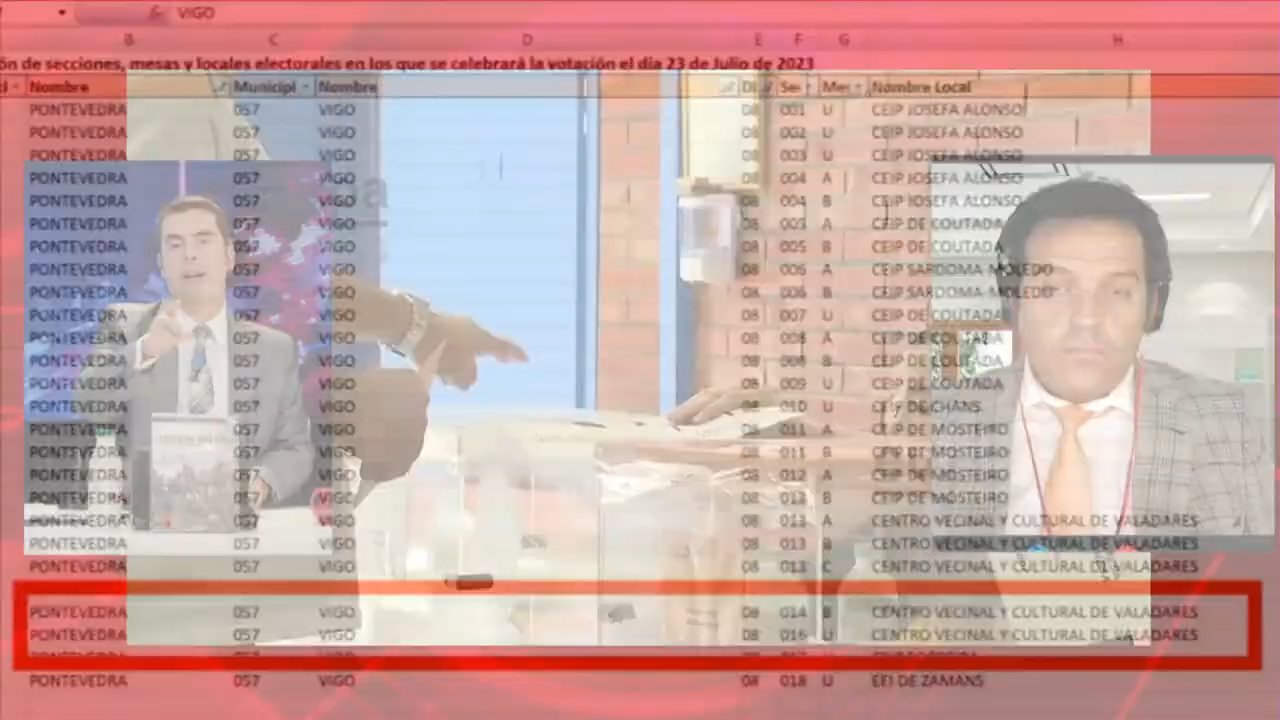 VIGO
B C D E F G H
ón de secciones, mesas y locales electorales en los que se celebrará la votación el día 23 de Julio de 2023
Nombre Municipi Nombre Nombre Local
PONTEVEDRA 057 VIGO 08 001 U CEIP JOSEFA ALONSO
PONTEVEDRA 057 VIGO 08 002 U CEIP JOSEFA ALONSO
PONTEVEDRA 057 VIGO 08 003 U CEIP JOSEFA ALONSO
PONTEVEDRA 057 VIGO 08 004 A CEIP JOSEFA ALONSO
PONTEVEDRA 057 VIGO 08 004 B CEIP JOSEFA ALONSO
PONTEVEDRA 057 VIGO 08 005 A CEIP DE COUTADA
PONTEVEDRA 057 VIGO 08 005 B CEIP DE COUTADA
PONTEVEDRA 057 VIGO 08 006 A CEIP SARDOMA MOLEDO
PONTEVEDRA 057 VIGO 08 006 B CEIP SARDOMA MOLEDO
PONTEVEDRA 057 VIGO 08 007 U CEIP DE COUTADA
PONTEVEDRA 057 VIGO 08 008 A CEIP DE COUTADA
PONTEVEDRA 057 VIGO 08 008 B CEIP DE COUTADA
PONTEVEDRA 057 VIGO 08 009 U CEIP DE COUTADA
PONTEVEDRA 057 VIGO 08 010 U CEIP DE CHANS
PONTEVEDRA 057 VIGO 08 011 A CEIP DE MOSTEIRO
PONTEVEDRA 057 VIGO 08 011 B CEIP DE MOSTEIRO
PONTEVEDRA 057 VIGO 08 012 A CEIP DE MOSTEIRO
PONTEVEDRA 057 VIGO 08 012 B CEIP DE MOSTEIRO
PONTEVEDRA 057 VIGO 08 013 A CENTRO VECINAL Y CULTURAL DE VALADARES
PONTEVEDRA 057 VIGO 08 013 B CENTRO VECINAL Y CULTURAL DE VALADARES
PONTEVEDRA 057 VIGO 08 013 C CENTRO VECINAL Y CULTURAL DE VALADARES
PONTEVEDRA 057 VIGO 08 014 B CENTRO VECINAL Y CULTURAL DE VALADARES
PONTEVEDRA 057 VIGO 08 016 U CENTRO VECINAL Y CULTURAL DE VALADARES
PONTEVEDRA 057 VIGO 08 018 U EEI DE ZAMANS